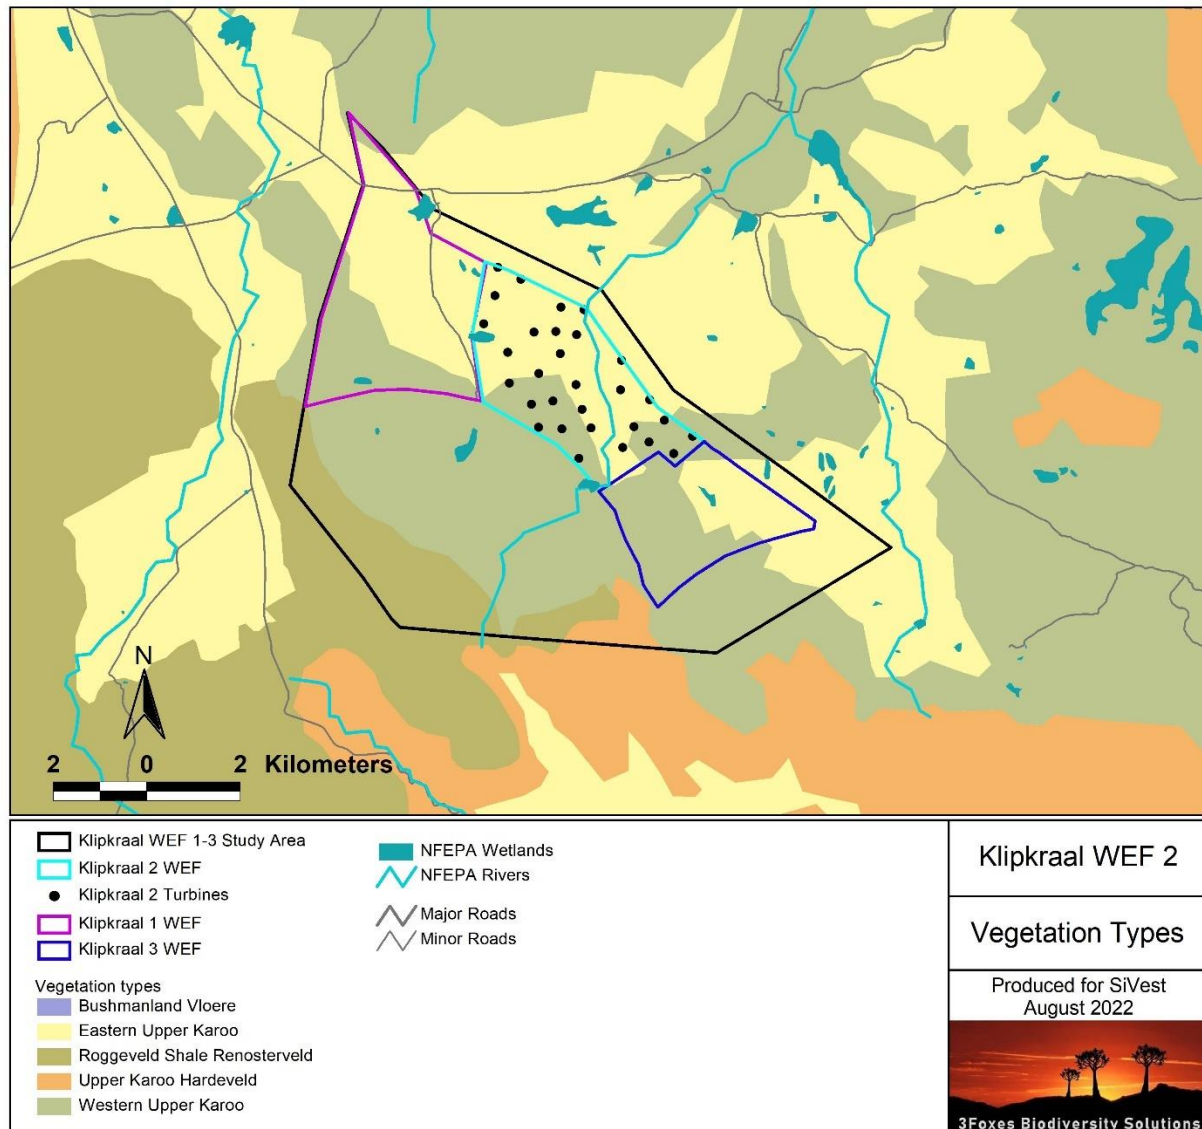 N
2 0 2 Kilometers
Klipkraal WEF 1-3 Study Area
Klipkraal 2 WEF
Klipkraal 2 Turbines
Klipkraal 1 WEF
Klipkraal 3 WEF
Vegetation types
Bushmanland Vloere
Eastern Upper Karoo
Roggeveld Shale Renosterveld
Upper Karoo Hardeveld
Western Upper Karoo
NFEPA Wetlands
NFEPA Rivers
Major Roads
Minor Roads
Klipkraal WEF 2
Vegetation Types
Produced for SiVest
August 2022
3Foxes Biodiversity Solutions